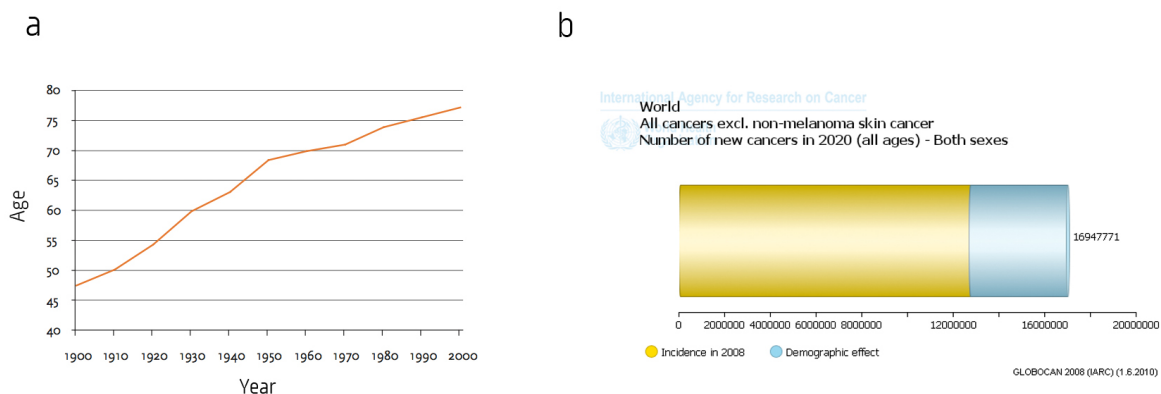 a
b
80
75
70
65
60
55
50
45
40
Age
1900 1910 1920 1930 1940 1950 1960 1970 1980 1990 2000
Year
International Agency for Research on Cancer
World
All cancers excl. non-melanoma skin cancer
Number of new cancers in 2020 (all ages) - Both sexes
16947771
0 2000000 4000000 6000000 8000000 12000000 16000000 20000000
Incidence in 2008 Demographic effect
GLOBOCAN 2008 (IARC) (1.6.2010)